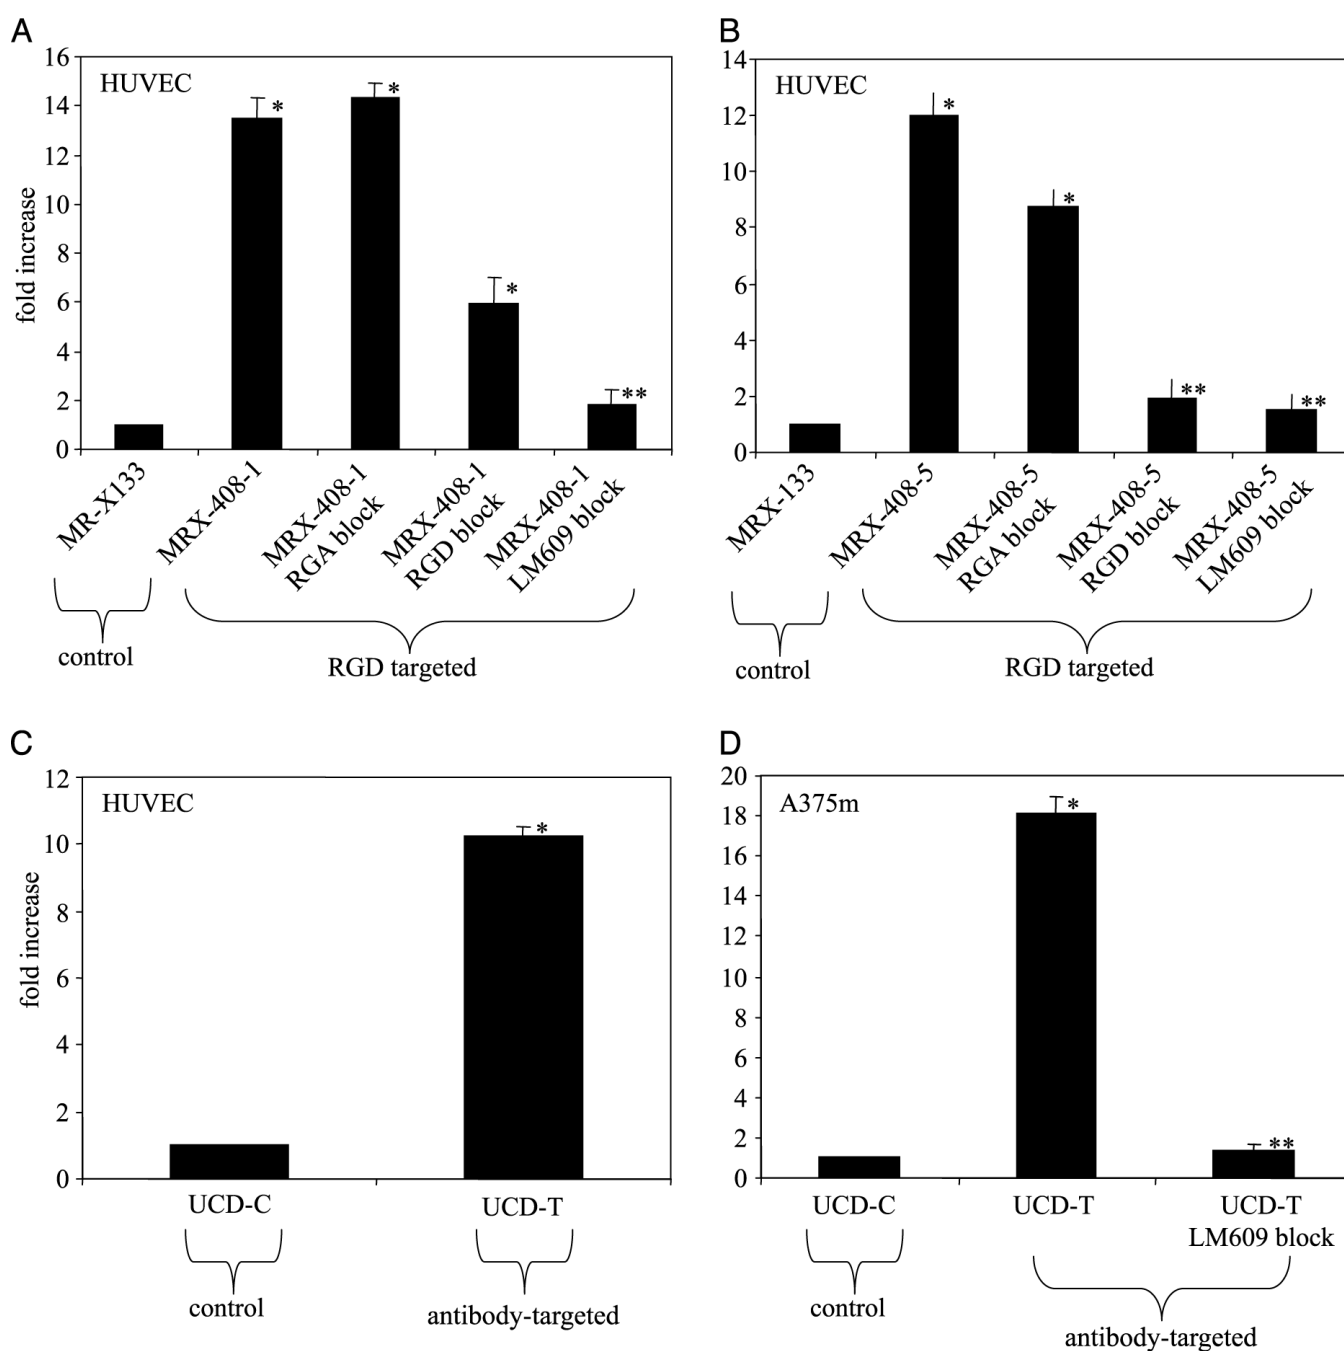 A
HUVEC
fold increase
16
14
12
10
8
6
4
2
0
*
*
*
**
MR-X133
MRX-408-1
MRX-408-1
RGA block
MRX-408-1
RGD block
MRX-408-1
LM609 block
control
RGD targeted
B
HUVEC
14
12
10
8
6
4
2
0
*
*
**
**
MRX-133
MRX-408-5
MRX-408-5
RGA block
MRX-408-5
RGD block
MRX-408-5
LM609 block
control
RGD targeted
C
HUVEC
fold increase
12
10
8
6
4
2
0
*
UCD-C
UCD-T
control
antibody-targeted
D
A375m
20
18
16
14
12
10
8
6
4
2
0
*
**
UCD-C
UCD-T
UCD-T
LM609 block
control
antibody-targeted